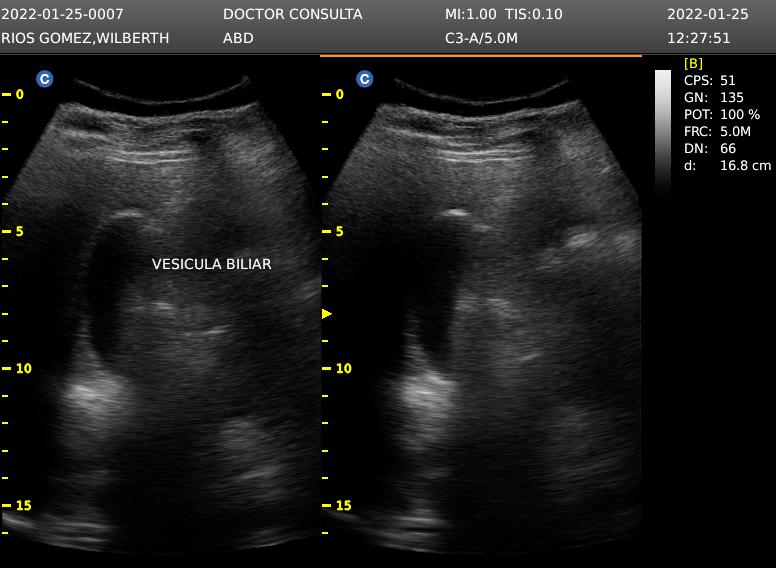 2022-01-25-0007 DOCTOR CONSULTA MI:1.00 TIS:0.10 2022-01-25
RIOS GOMEZ,WILBERTH ABD C3-A/5.0M 12:27:51
[B]
CPS: 51
GN: 135
POT: 100 %
FRC: 5.0M
DN: 66
d: 16.8 cm
C C
0 0
5 5
VESICULA BILIAR
10 10
15 15